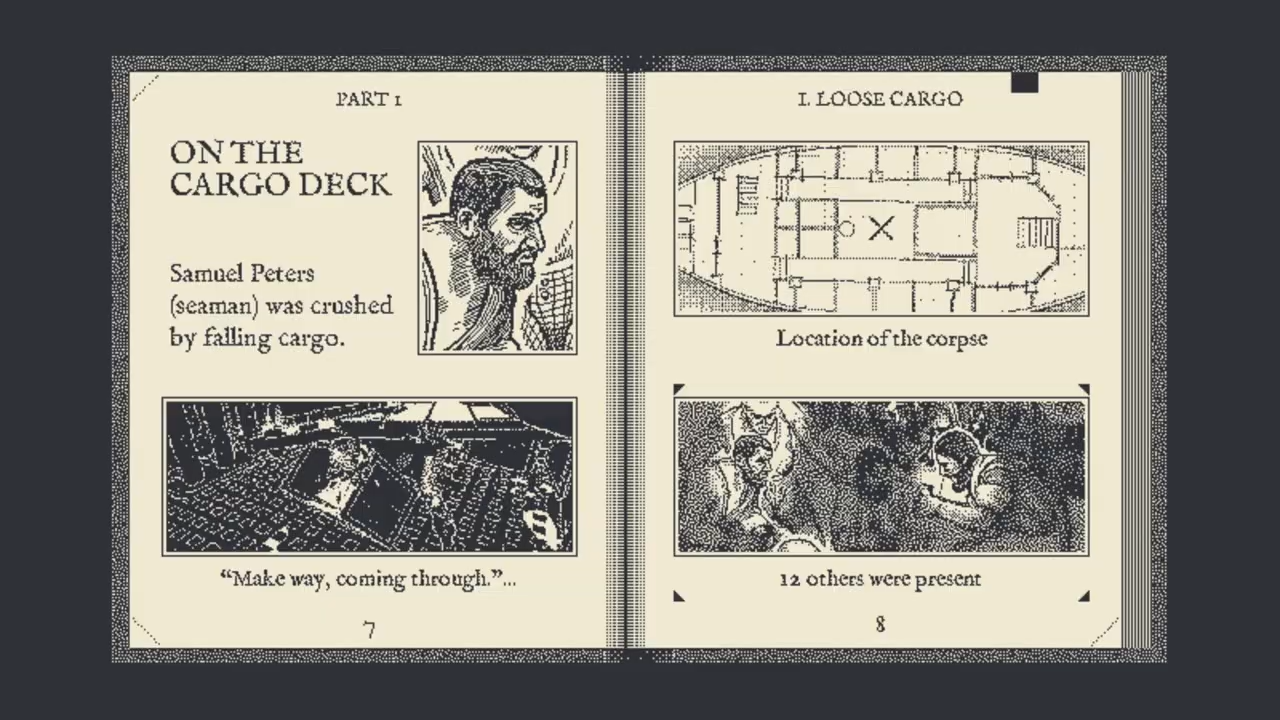 PART 1
ON THE
CARGO DECK
Samuel Peters
(seaman) was crushed
by falling cargo.
“Make way, coming through.”...
7
I. LOOSE CARGO
Location of the corpse
12 others were present
8